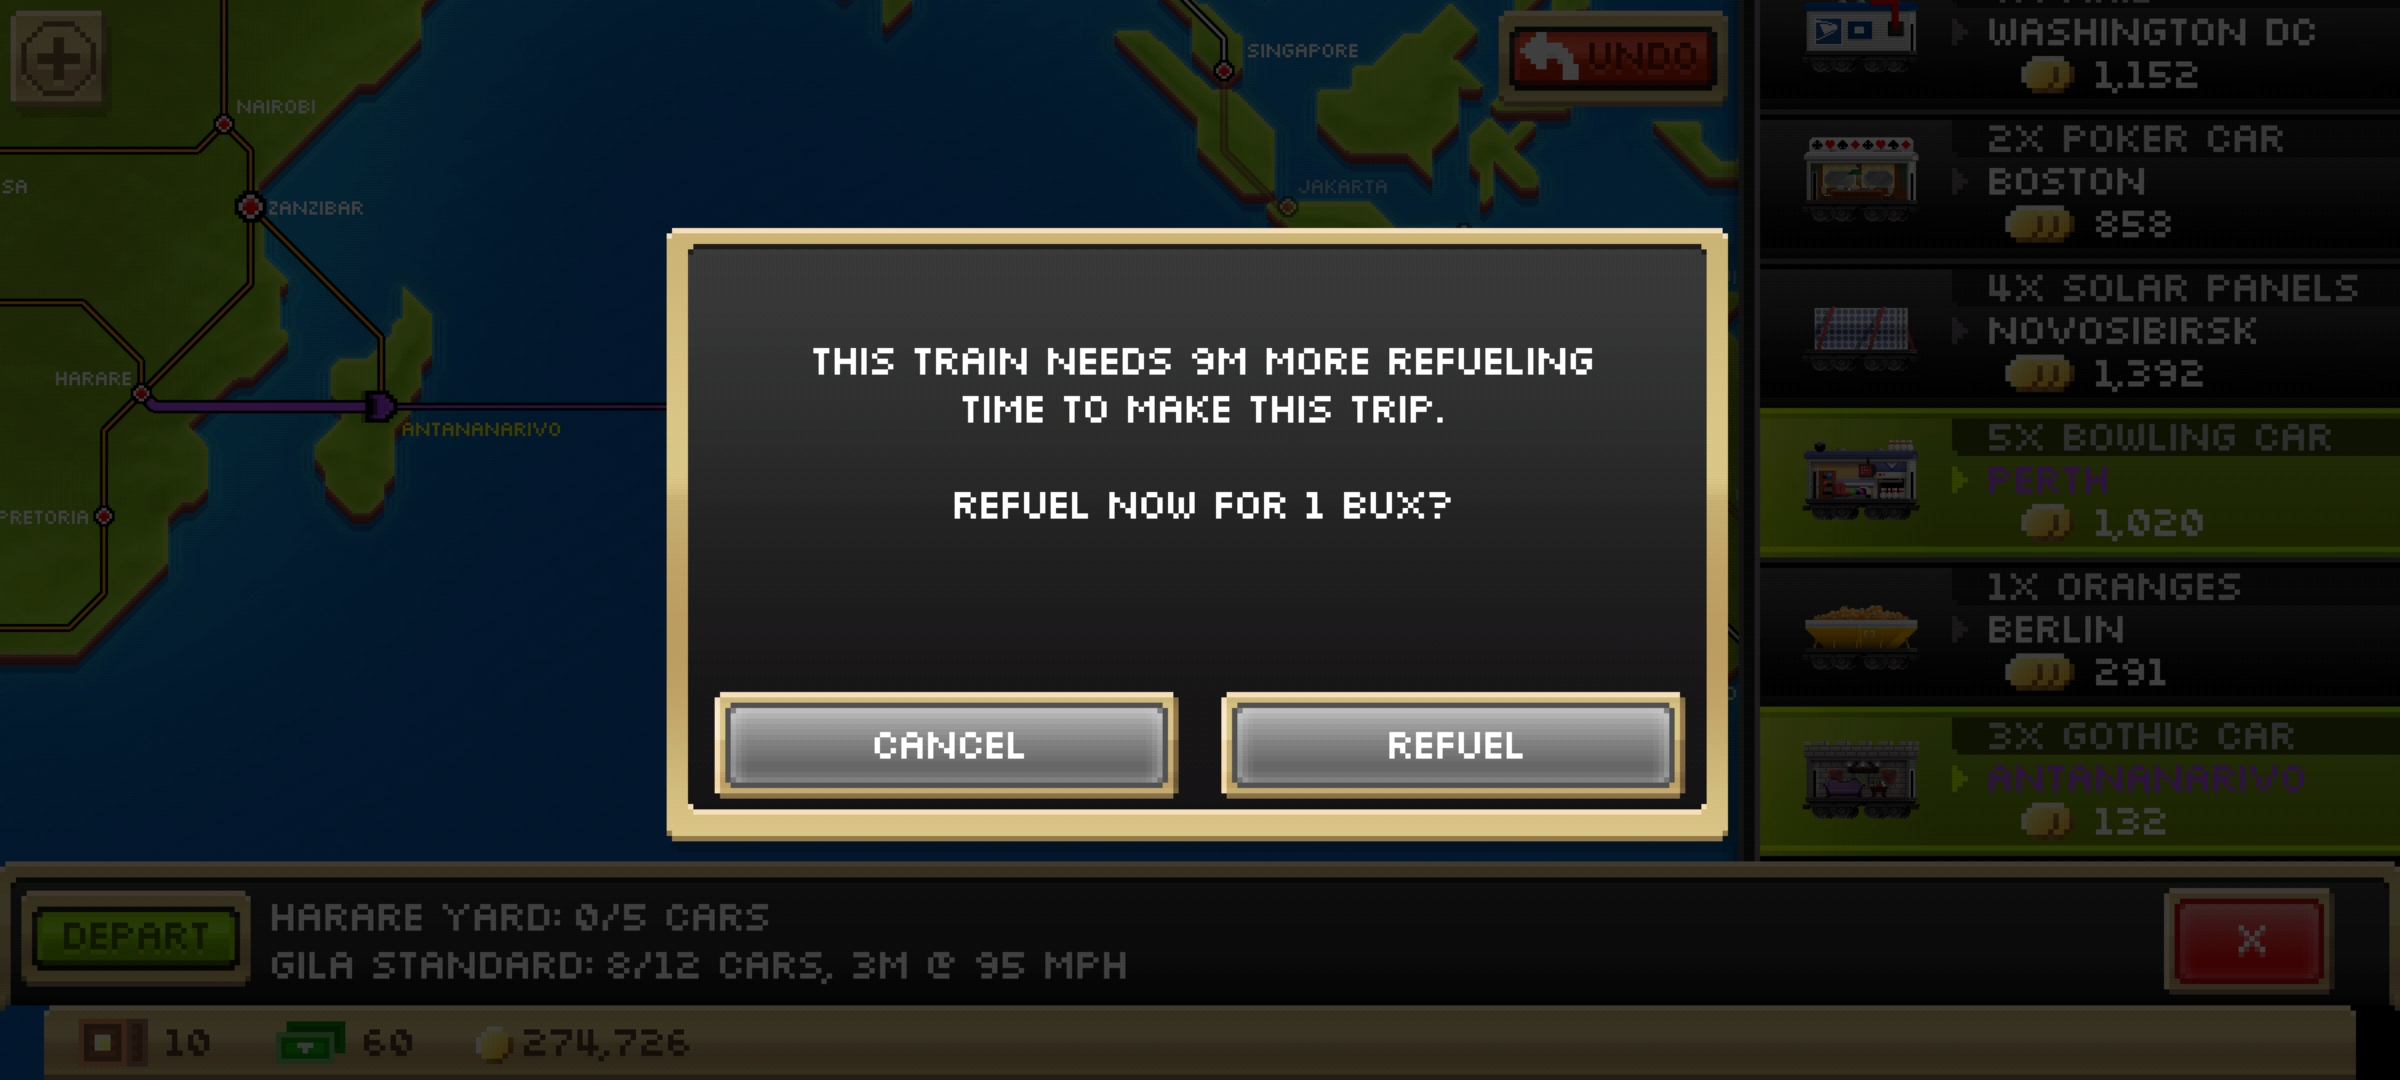 NAIROBI
SA
ZANZIBAR
HARARE
ANTANANARIVO
PRETORIA
SINGAPORE
JAKARTA
UNDO
THIS TRAIN NEEDS 9M MORE REFUELING
TIME TO MAKE THIS TRIP.
REFUEL NOW FOR 1 BUX?
CANCEL
REFUEL
WASHINGTON DC
1,152
2X POKER CAR
BOSTON
858
4X SOLAR PANELS
NOVOSIBIRSK
1,392
5X BOWLING CAR
PERTH
1,020
1X ORANGES
BERLIN
291
3X GOTHIC CAR
ANTANANARIVO
132
DEPART
HARARE YARD: 0/5 CARS
GILA STANDARD: 8/12 CARS, 3M @ 95 MPH
X
10
60
274,726